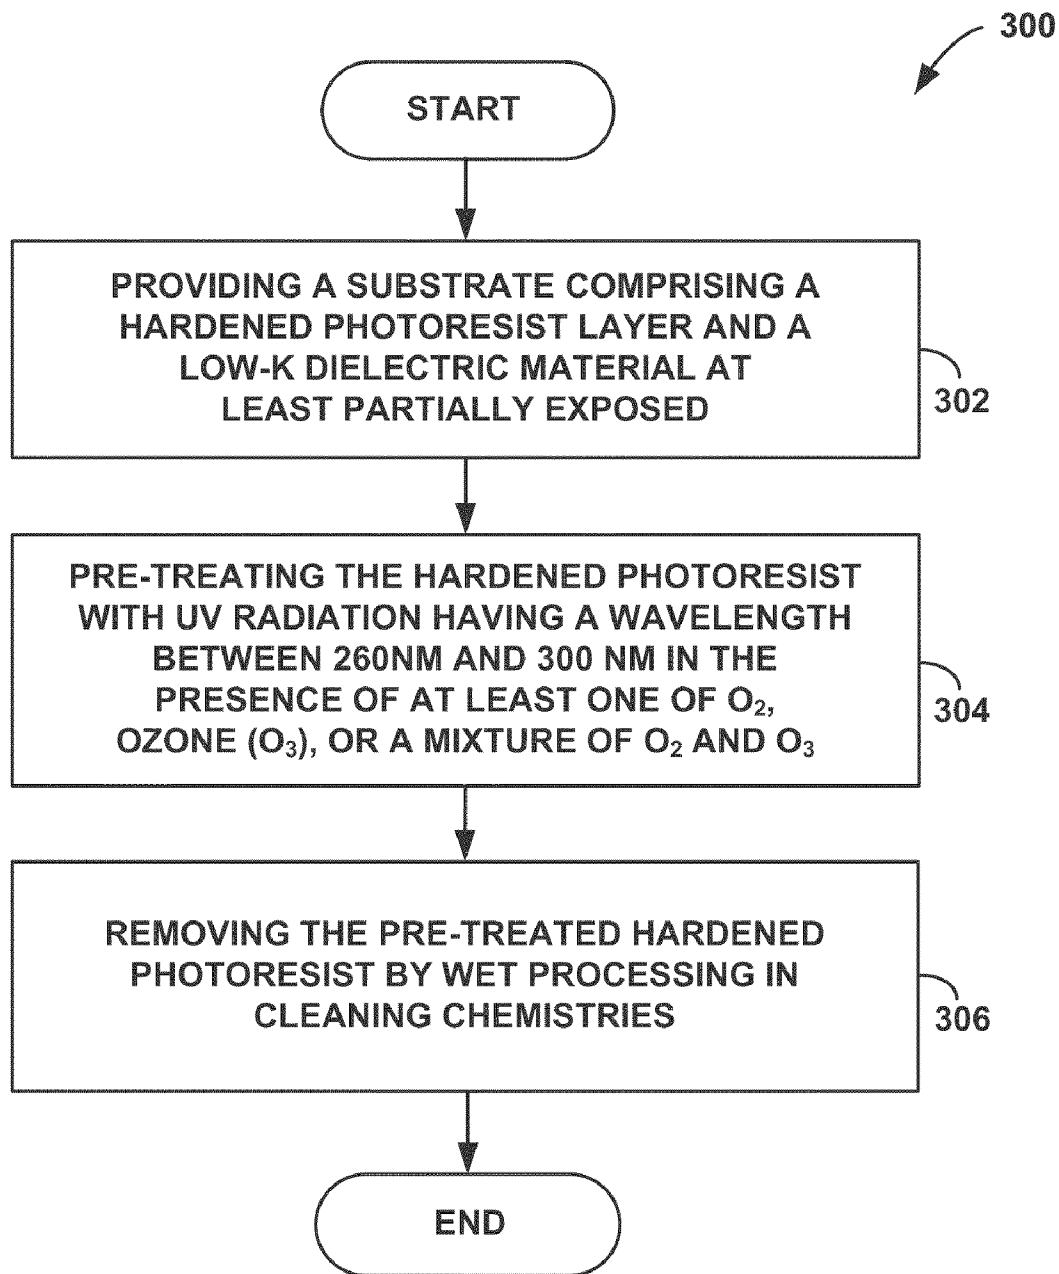 300
START
PROVIDING A SUBSTRATE COMPRISING A
HARDENED PHOTORESIST LAYER AND A
LOW-K DIELECTRIC MATERIAL AT
LEAST PARTIALLY EXPOSED
302
PRE-TREATING THE HARDENED PHOTORESIST
WITH UV RADIATION HAVING A WAVELENGTH
BETWEEN 260NM AND 300 NM IN THE
PRESENCE OF AT LEAST ONE OF O₂,
OZONE (O₃), OR A MIXTURE OF O₂ AND O₃
304
REMOVING THE PRE-TREATED HARDENED
PHOTORESIST BY WET PROCESSING IN
CLEANING CHEMISTRIES
306
END